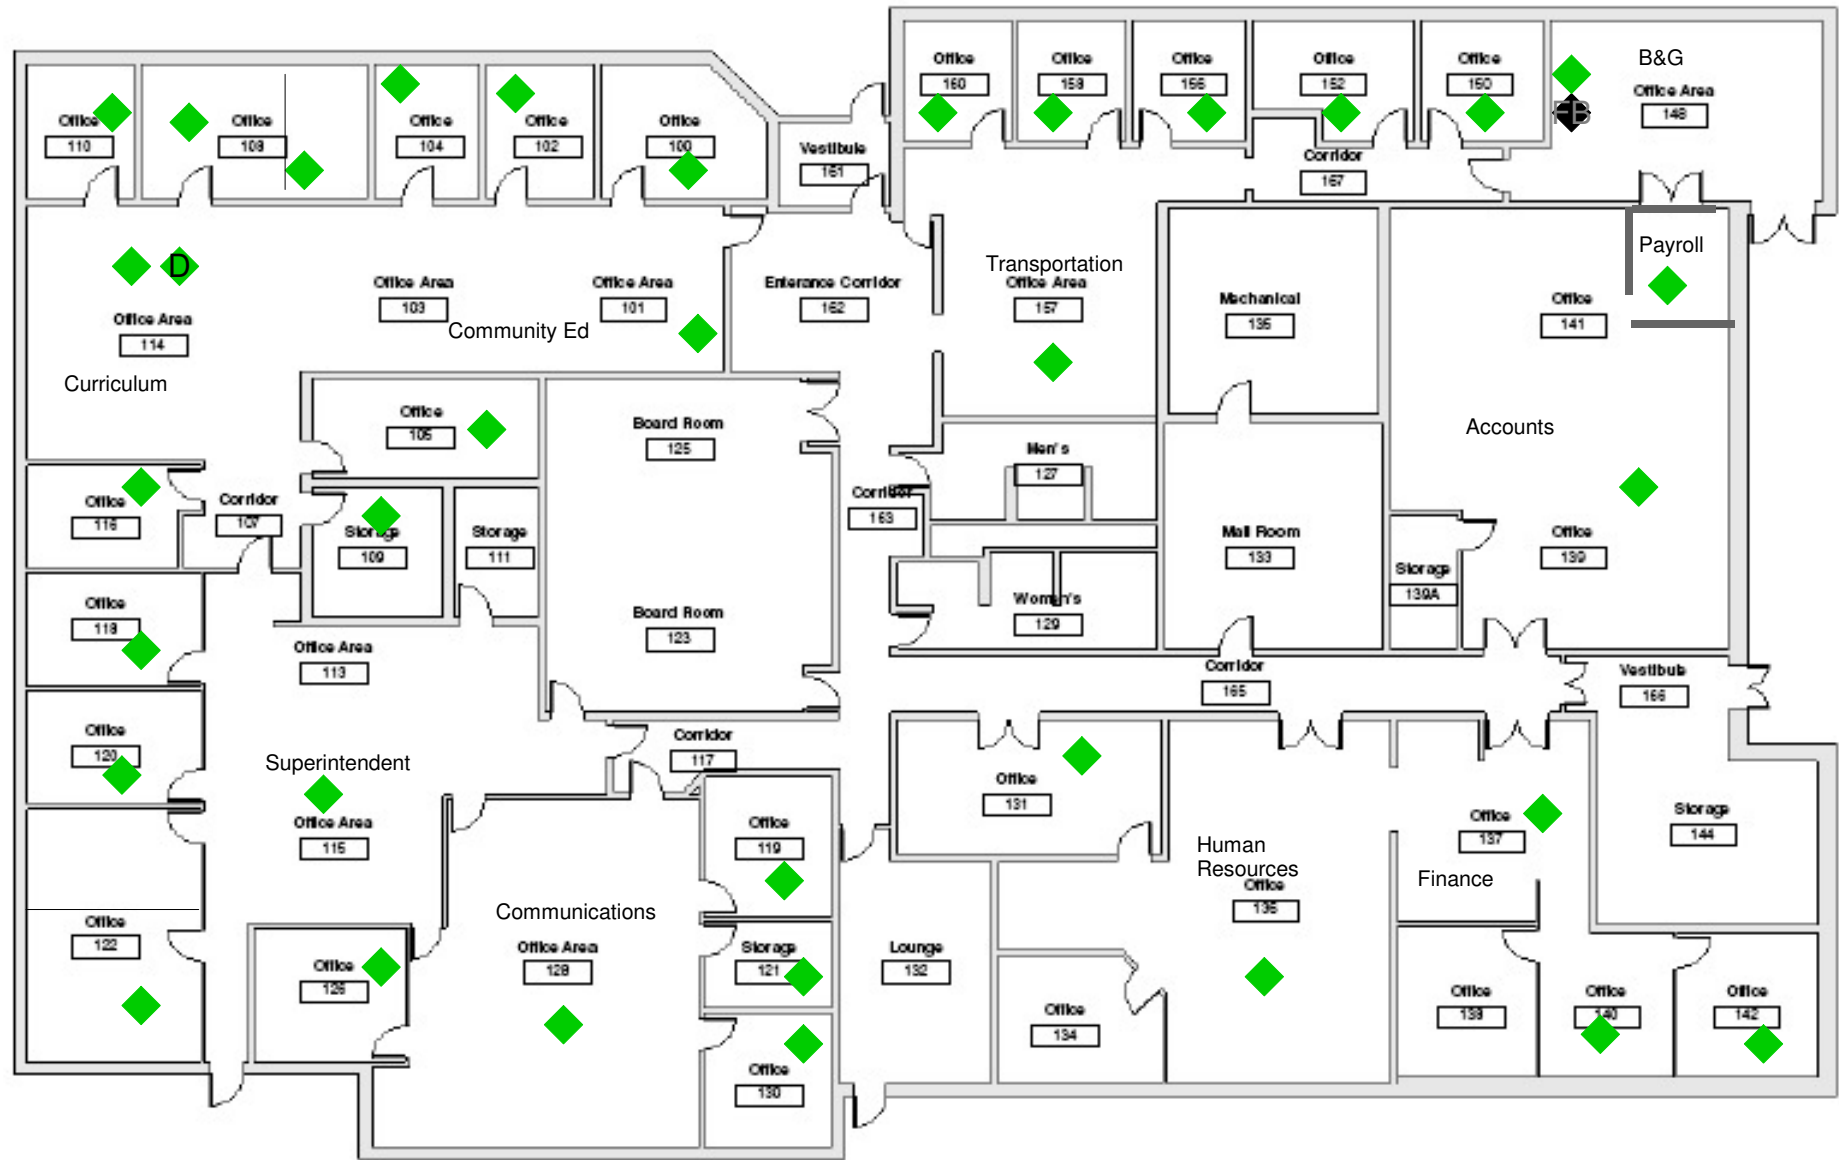 B&G
Office
160
Office
158
Office
156
Office
152
Office
150
Office Area
148
FB
Office
110
Office
108
Office
104
Office
102
Office
100
Vestibule
161
Corridor
167
Payroll
D
Transportation
Office Area
114
Office Area
103
Office Area
101
Community Ed
Entrance Corridor
162
Office Area
157
Mechanical
135
Office
141
Curriculum
Office
105
Board Room
125
Men's
127
Accounts
Office
116
Corridor
107
Storage
109
Storage
111
Corridor
163
Mail Room
133
Office
139
Storage
139A
Office
118
Board Room
123
Women's
129
Office Area
113
Corridor
165
Vestibule
166
Office
120
Superintendent
Corridor
117
Office
131
Office Area
115
Office
119
Human
Resources
Office
136
Office
137
Finance
Storage
144
Office
122
Communications
Office Area
128
Storage
121
Lounge
132
Office
126
Office
134
Office
138
Office
140
Office
142
Office
130